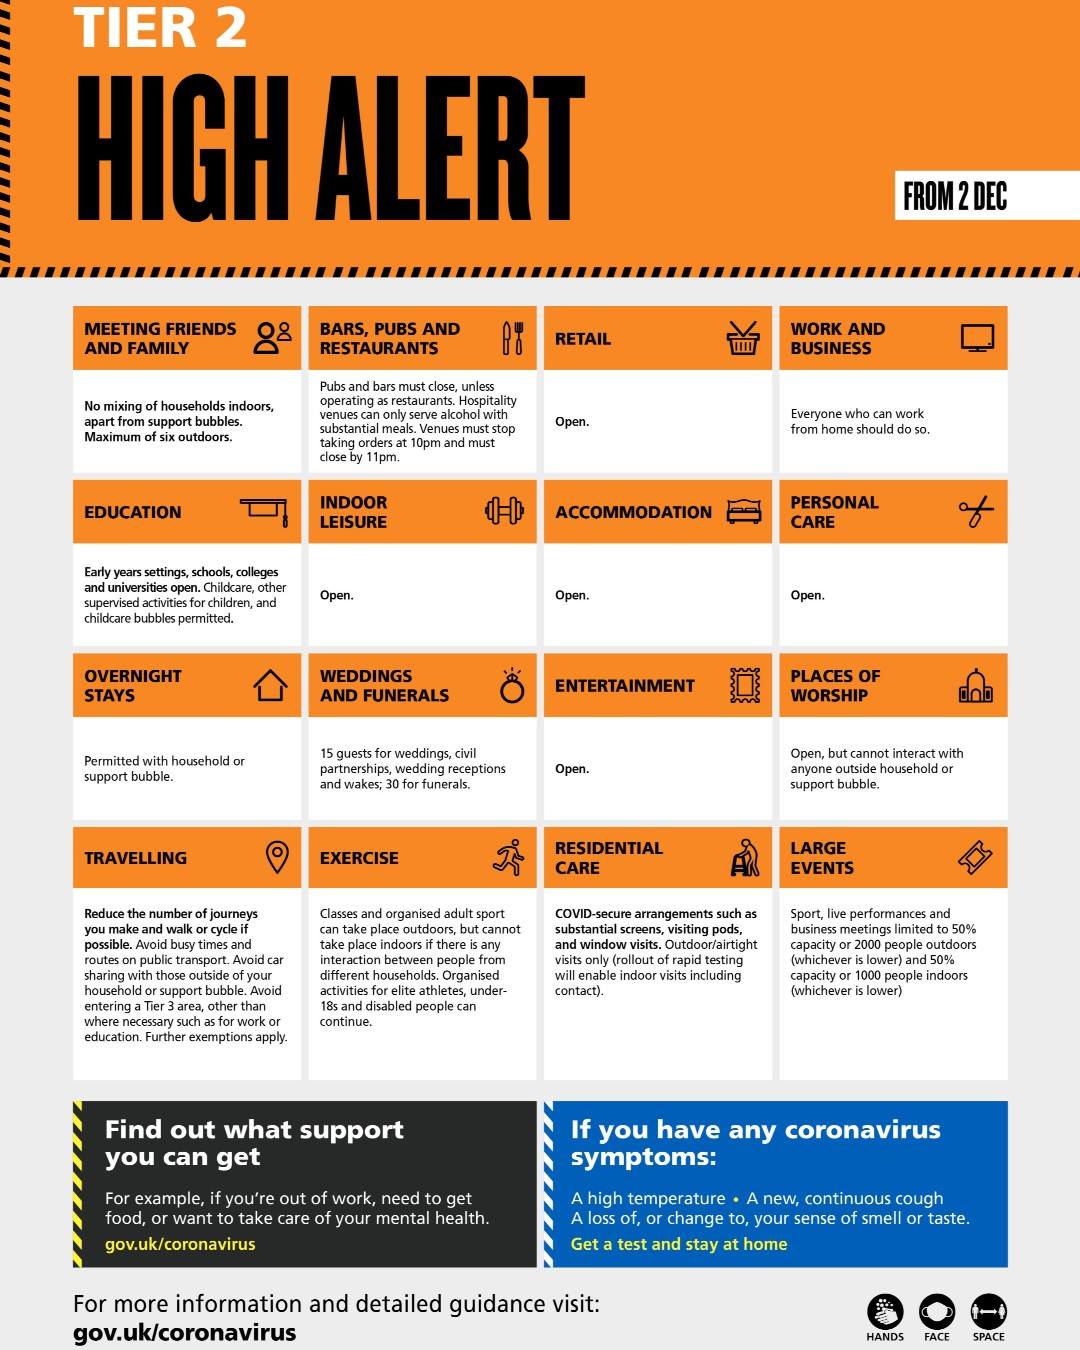 TIER 2
HIGH ALERT
FROM 2 DEC
MEETING FRIENDS
AND FAMILY
No mixing of households indoors,
apart from support bubbles.
Maximum of six outdoors.
BARS, PUBS AND
RESTAURANTS
Pubs and bars must close, unless
operating as restaurants. Hospitality
venues can only serve alcohol with
substantial meals. Venues must stop
taking orders at 10pm and must
close by 11pm.
RETAIL
Open.
WORK AND
BUSINESS
Everyone who can work
from home should do so.
EDUCATION
Early years settings, schools, colleges
and universities open. Childcare, other
supervised activities for children, and
childcare bubbles permitted.
INDOOR
LEISURE
Open.
ACCOMMODATION
Open.
PERSONAL
CARE
Open.
OVERNIGHT
STAYS
Permitted with household or
support bubble.
WEDDINGS
AND FUNERALS
15 guests for weddings, civil
partnerships, wedding receptions
and wakes; 30 for funerals.
ENTERTAINMENT
Open.
PLACES OF
WORSHIP
Open, but cannot interact with
anyone outside household or
support bubble.
TRAVELLING
Reduce the number of journeys
you make and walk or cycle if
possible. Avoid busy times and
routes on public transport. Avoid car
sharing with those outside of your
household or support bubble. Avoid
entering a Tier 3 area, other than
where necessary such as for work or
education. Further exemptions apply.
EXERCISE
Classes and organised adult sport
can take place outdoors, but cannot
take place indoors if there is any
interaction between people from
different households. Organised
activities for elite athletes, under-
18s and disabled people can
continue.
RESIDENTIAL
CARE
COVID-secure arrangements such as
substantial screens, visiting pods,
and window visits. Outdoor/airtight
visits only (rollout of rapid testing
will enable indoor visits including
contact).
LARGE
EVENTS
Sport, live performances and
business meetings limited to 50%
capacity or 2000 people outdoors
(whichever is lower) and 50%
capacity or 1000 people indoors
(whichever is lower)
Find out what support
you can get
For example, if you're out of work, need to get
food, or want to take care of your mental health.
gov.uk/coronavirus
If you have any coronavirus
symptoms:
A high temperature • A new, continuous cough
A loss of, or change to, your sense of smell or taste.
Get a test and stay at home
For more information and detailed guidance visit:
gov.uk/coronavirus
HANDS FACE SPACE